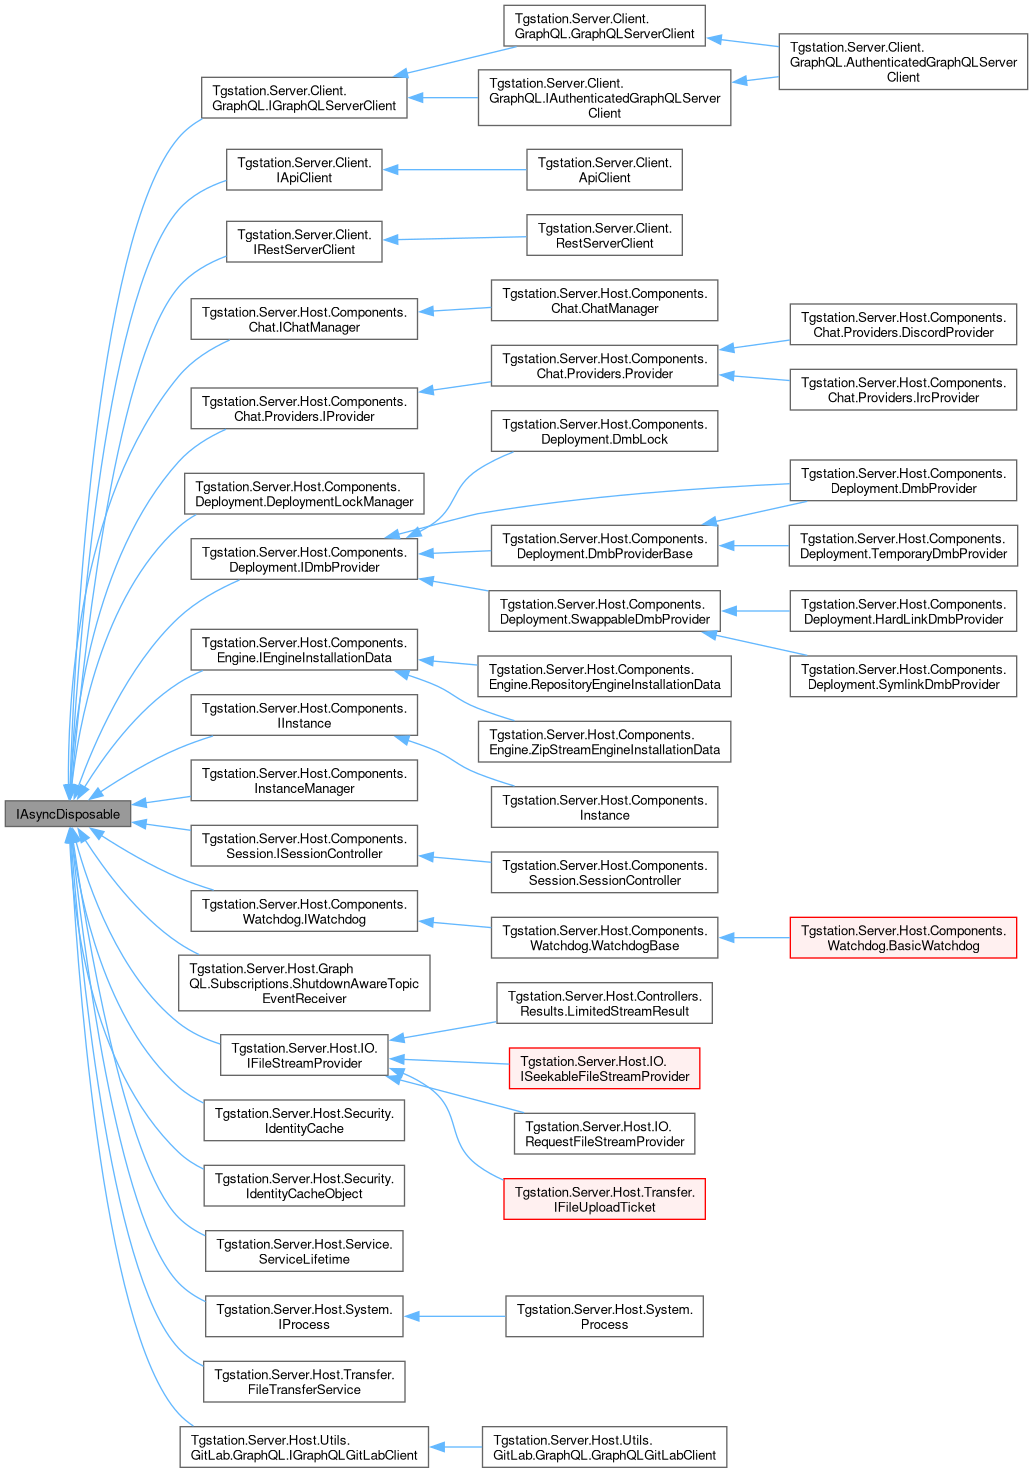 Tgstation.Server.Client.
GraphQL.GraphQLServerClient
Tgstation.Server.Client.
GraphQL.AuthenticatedGraphQLServer
Client
Tgstation.Server.Client.
GraphQL.IGraphQLServerClient
Tgstation.Server.Client.
GraphQL.IAuthenticatedGraphQLServer
Client
Tgstation.Server.Client.
IApiClient
Tgstation.Server.Client.
ApiClient
Tgstation.Server.Client.
IRestServerClient
Tgstation.Server.Client.
RestServerClient
Tgstation.Server.Host.Components.
Chat.IChatManager
Tgstation.Server.Host.Components.
Chat.ChatManager
Tgstation.Server.Host.Components.
Chat.Providers.IProvider
Tgstation.Server.Host.Components.
Chat.Providers.Provider
Tgstation.Server.Host.Components.
Chat.Providers.DiscordProvider
Tgstation.Server.Host.Components.
Chat.Providers.IrcProvider
Tgstation.Server.Host.Components.
Deployment.DmbLock
Tgstation.Server.Host.Components.
Deployment.DeploymentLockManager
Tgstation.Server.Host.Components.
Deployment.DmbProvider
Tgstation.Server.Host.Components.
Deployment.IDmbProvider
Tgstation.Server.Host.Components.
Deployment.DmbProviderBase
Tgstation.Server.Host.Components.
Deployment.TemporaryDmbProvider
Tgstation.Server.Host.Components.
Deployment.SwappableDmbProvider
Tgstation.Server.Host.Components.
Deployment.HardLinkDmbProvider
Tgstation.Server.Host.Components.
Deployment.SymlinkDmbProvider
Tgstation.Server.Host.Components.
Engine.IEngineInstallationData
Tgstation.Server.Host.Components.
Engine.RepositoryEngineInstallationData
Tgstation.Server.Host.Components.
Engine.ZipStreamEngineInstallationData
Tgstation.Server.Host.Components.
IInstance
Tgstation.Server.Host.Components.
InstanceManager
Tgstation.Server.Host.Components.
Instance
IAsyncDisposable
Tgstation.Server.Host.Components.
Session.ISessionController
Tgstation.Server.Host.Components.
Session.SessionController
Tgstation.Server.Host.Components.
Watchdog.IWatchdog
Tgstation.Server.Host.Components.
Watchdog.WatchdogBase
Tgstation.Server.Host.Components.
Watchdog.BasicWatchdog
Tgstation.Server.Host.Graph
QL.Subscriptions.ShutdownAwareTopic
EventReceiver
Tgstation.Server.Host.Controllers.
Results.LimitedStreamResult
Tgstation.Server.Host.IO.
IFileStreamProvider
Tgstation.Server.Host.IO.
ISeekableFileStreamProvider
Tgstation.Server.Host.Security.
IdentityCache
Tgstation.Server.Host.IO.
RequestFileStreamProvider
Tgstation.Server.Host.Security.
IdentityCacheObject
Tgstation.Server.Host.Transfer.
IFileUploadTicket
Tgstation.Server.Host.Service.
ServiceLifetime
Tgstation.Server.Host.System.
IProcess
Tgstation.Server.Host.System.
Process
Tgstation.Server.Host.Transfer.
FileTransferService
Tgstation.Server.Host.Utils.
GitLab.GraphQL.IGraphQLGitLabClient
Tgstation.Server.Host.Utils.
GitLab.GraphQL.GraphQLGitLabClient